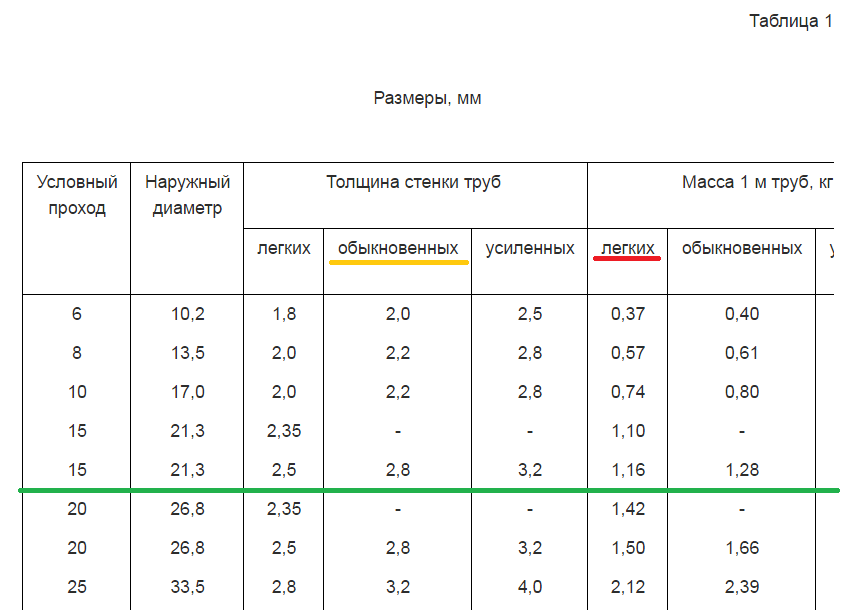 Таблица 1
Размеры, мм
Условный проход Наружный диаметр Толщина стенки труб Масса 1 м труб, кг
легких обыкновенных усиленных легких обыкновенных у
6 10,2 1,8 2,0 2,5 0,37 0,40
8 13,5 2,0 2,2 2,8 0,57 0,61
10 17,0 2,0 2,2 2,8 0,74 0,80
15 21,3 2,35 - - 1,10 -
15 21,3 2,5 2,8 3,2 1,16 1,28
20 26,8 2,35 - - 1,42 -
20 26,8 2,5 2,8 3,2 1,50 1,66
25 33,5 2,8 3,2 4,0 2,12 2,39